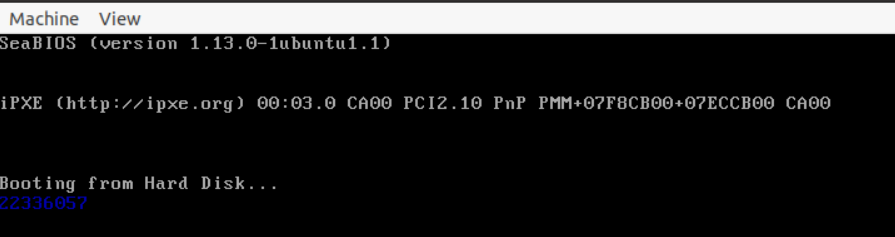 Machine View
SeaBIOS (version 1.13.0-1ubuntu1.1)
iPXE (http://ipxe.org) 00:03.0 CA00 PCI2.10 PnP PMM+07F8CB00+07ECCB00 CA00
Booting from Hard Disk...
22336057